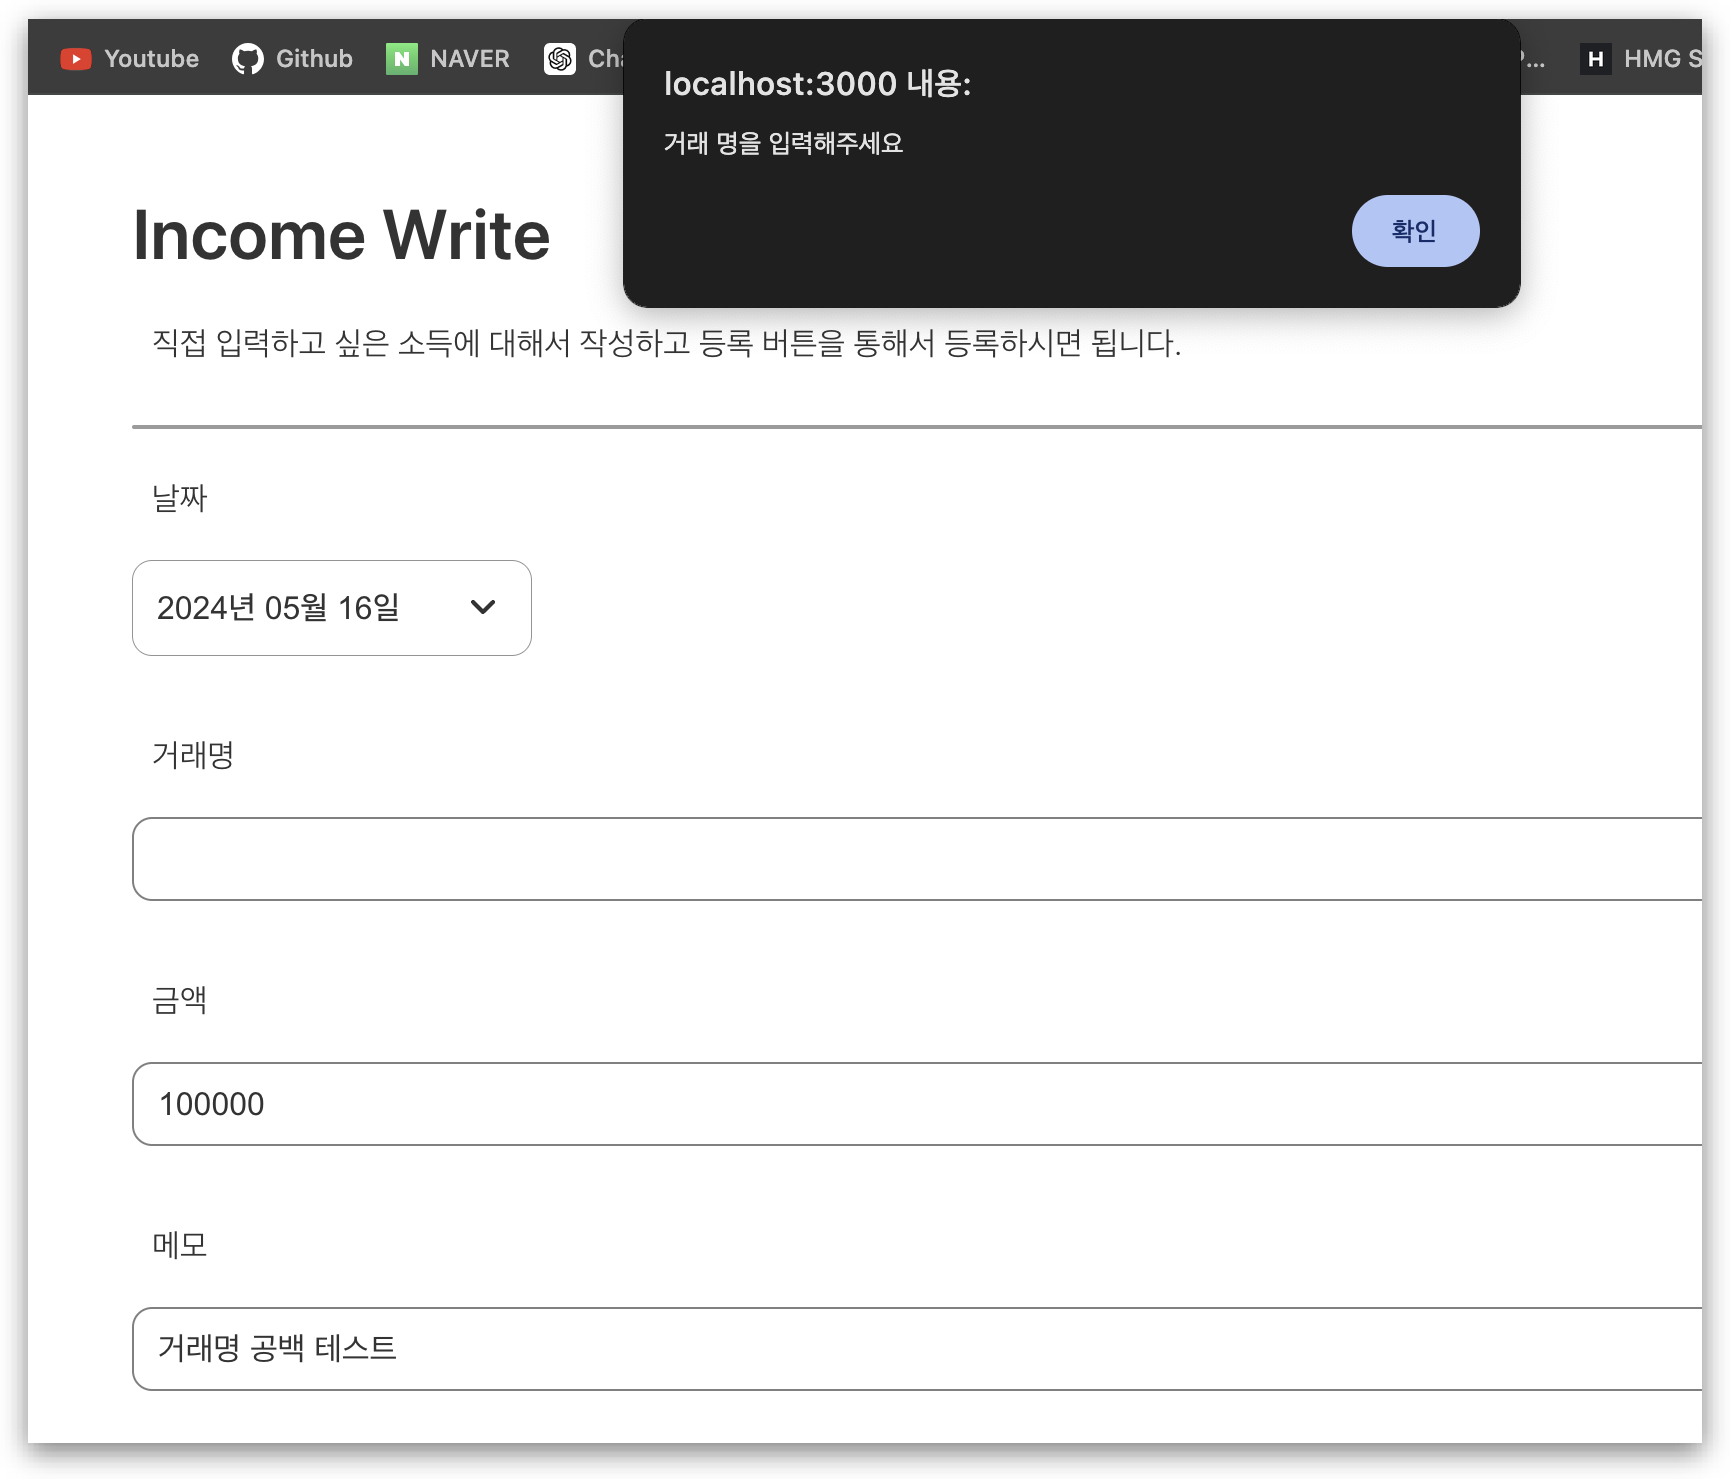 Youtube Github NAVER HMG
localhost:3000 내용:
거래 명을 입력해주세요
확인
Income Write
직접 입력하고 싶은 소득에 대해서 작성하고 등록 버튼을 통해서 등록하시면 됩니다.
날짜
2024년 05월 16일
거래명
금액
100000
메모
거래명 공백 테스트